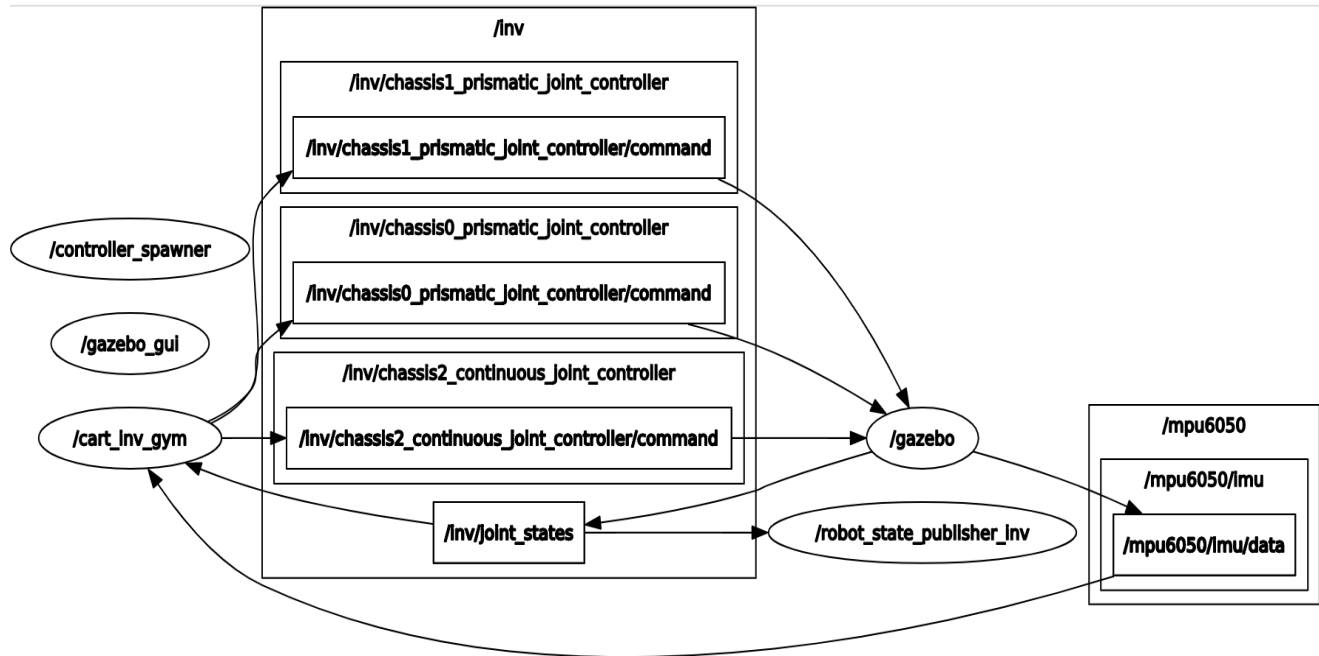 /inv
/inv/chassis1_prismatic_joint_controller
/inv/chassis1_prismatic_joint_controller/command
/inv/chassis0_prismatic_joint_controller
/controller_spawner
/inv/chassis0_prismatic_joint_controller/command
/gazebo_gui
/inv/chassis2_continuous_joint_controller
/cart_inv_gym
/inv/chassis2_continuous_joint_controller/command
/gazebo
/mpu6050
/mpu6050/imu
/inv/joint_states
/robot_state_publisher_inv
/mpu6050/imu/data